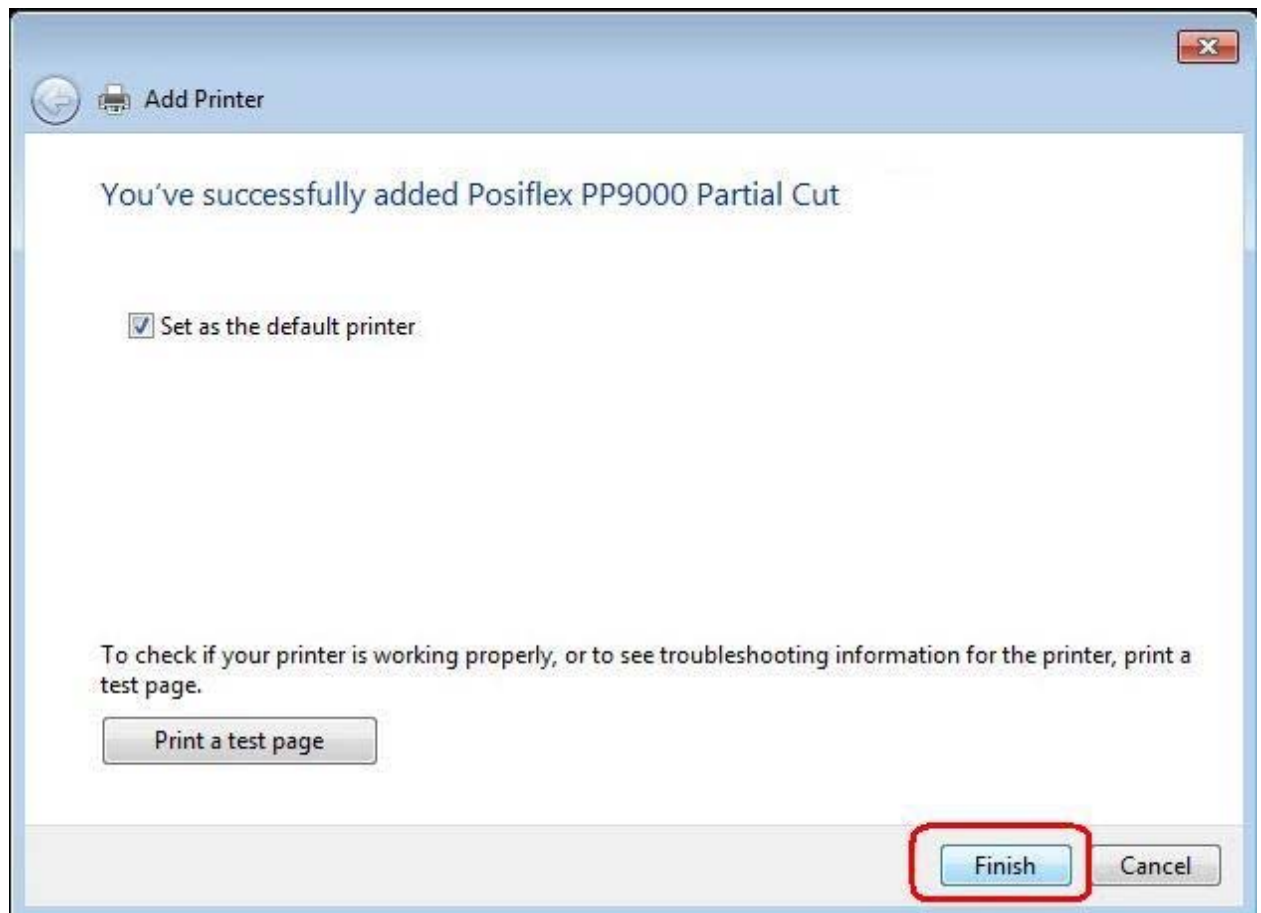 Add Printer
You've successfully added Posiflex PP9000 Partial Cut
Set as the default printer
To check if your printer is working properly, or to see troubleshooting information for the printer, print a
test page.
Print a test page
Finish Cancel